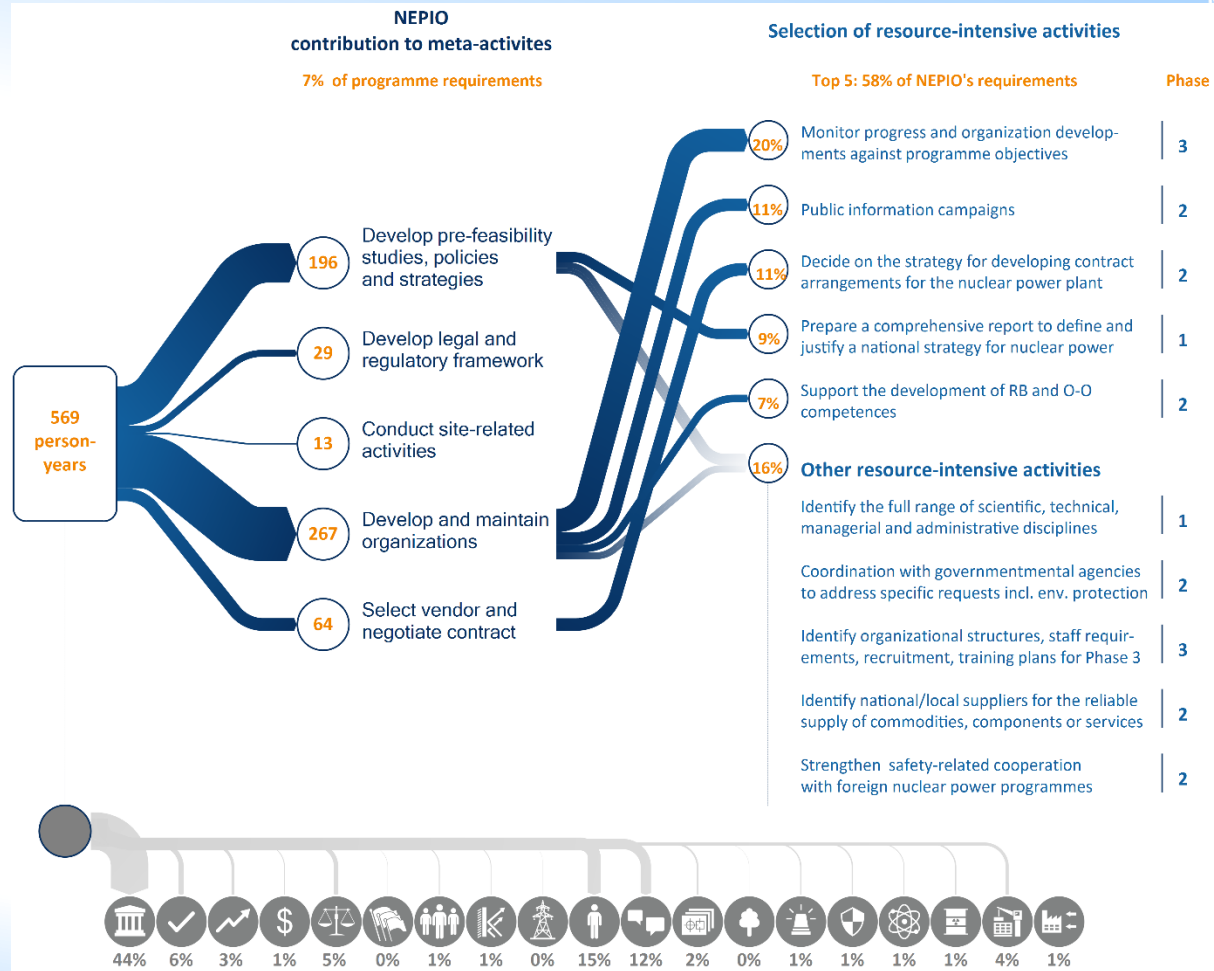 NEPIO
contribution to meta-activites
7% of programme requirements
Selection of resource-intensive activities
Top 5: 58% of NEPIO's requirements
Phase
569
person-
years
196
Develop pre-feasibility
studies, policies
and strategies
29
Develop legal and
regulatory framework
13
Conduct site-related
activities
267
Develop and maintain
organizations
64
Select vendor and
negotiate contract
20%
Monitor progress and organization develop-
ments against programme objectives
3
11%
Public information campaigns
2
11%
Decide on the strategy for developing contract
arrangements for the nuclear power plant
2
9%
Prepare a comprehensive report to define and
justify a national strategy for nuclear power
1
7%
Support the development of RB and O-O
competences
2
16%
Other resource-intensive activities
Identify the full range of scientific, technical,
managerial and administrative disciplines
1
Coordination with governmentmental agencies
to address specific requests incl. env. protection
2
Identify organizational structures, staff requir-
ements, recruitment, training plans for Phase 3
3
Identify national/local suppliers for the reliable
supply of commodities, components or services
2
Strengthen safety-related cooperation
with foreign nuclear power programmes
2
$
44% 6% 3% 1% 5% 0% 1% 1% 0% 15% 12% 2% 0% 1% 1% 1% 1% 4% 1%